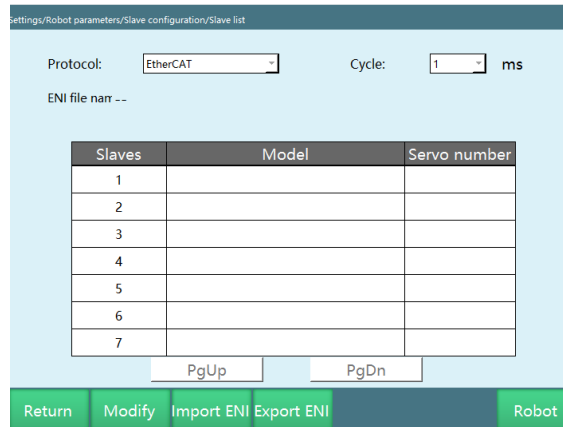 Settings/Robot parameters/Slave configuration/Slave list
Protocol: EtherCAT Cycle: 1 ms
ENI file nam --
Slaves Model Servo number
1
2
3
4
5
6
7
PgUp PgDn
Return Modify Import ENI Export ENI Robot